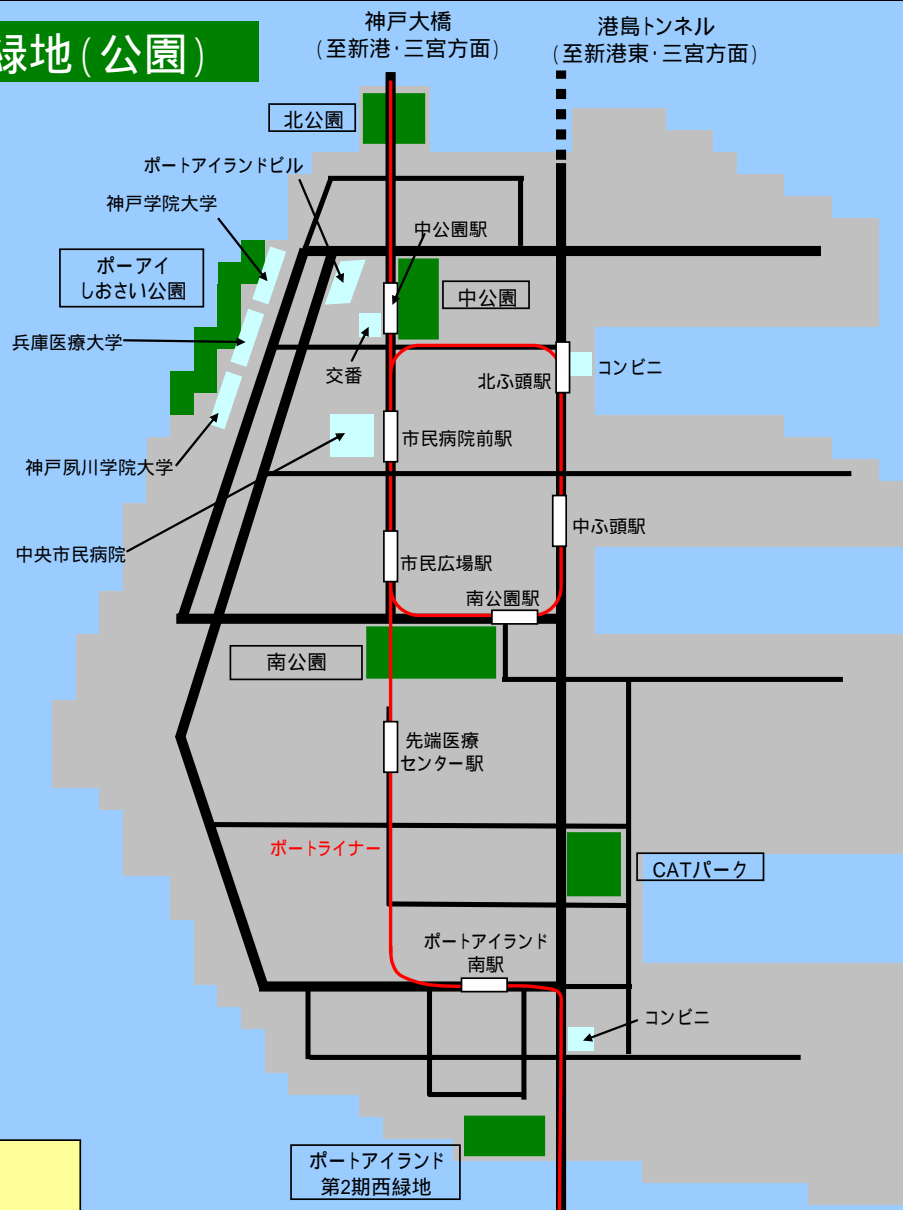 緑地(公園)
神戸大橋
(至新港・三宮方面)
港島トンネル
(至新港東・三宮方面)
北公園
ポートアイランドビル
神戸学院大学
中公園駅
ポーアイ
しおさい公園
中公園
兵庫医療大学
交番
北ふ頭駅
コンビニ
市民病院前駅
神戸夙川学院大学
中ふ頭駅
中央市民病院
市民広場駅
南公園駅
南公園
先端医療
センター駅
ポートライナー
CATパーク
ポートアイランド
南駅
コンビニ
ポートアイランド
第2期西緑地